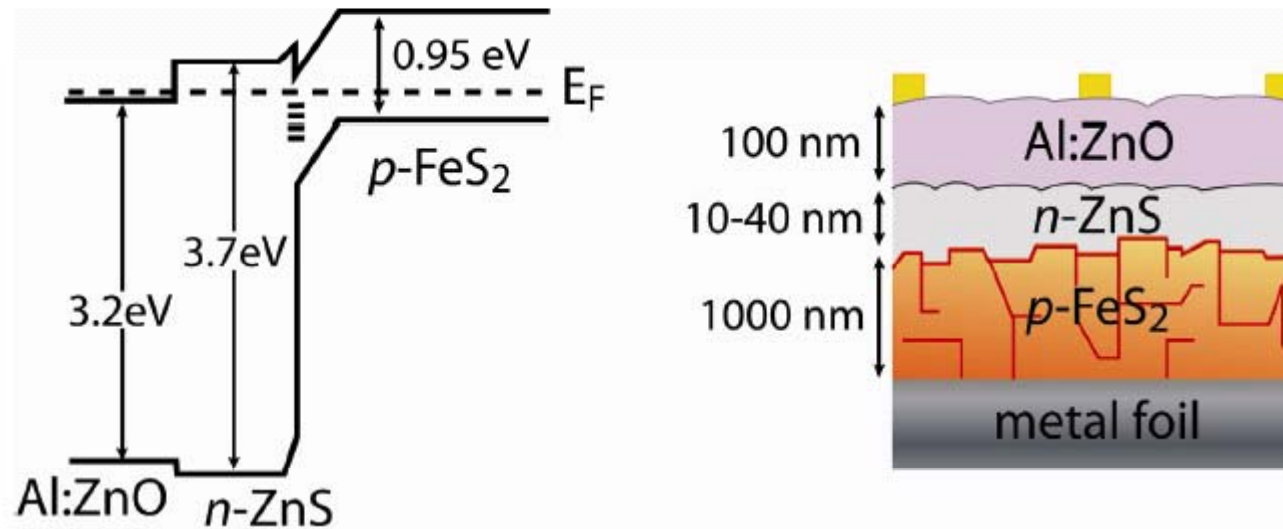 0.95 eV
E_F
p-FeS₂
3.7eV
3.2eV
Al:ZnO
n-ZnS
100 nm
Al:ZnO
10-40 nm
n-ZnS
1000 nm
p-FeS₂
metal foil